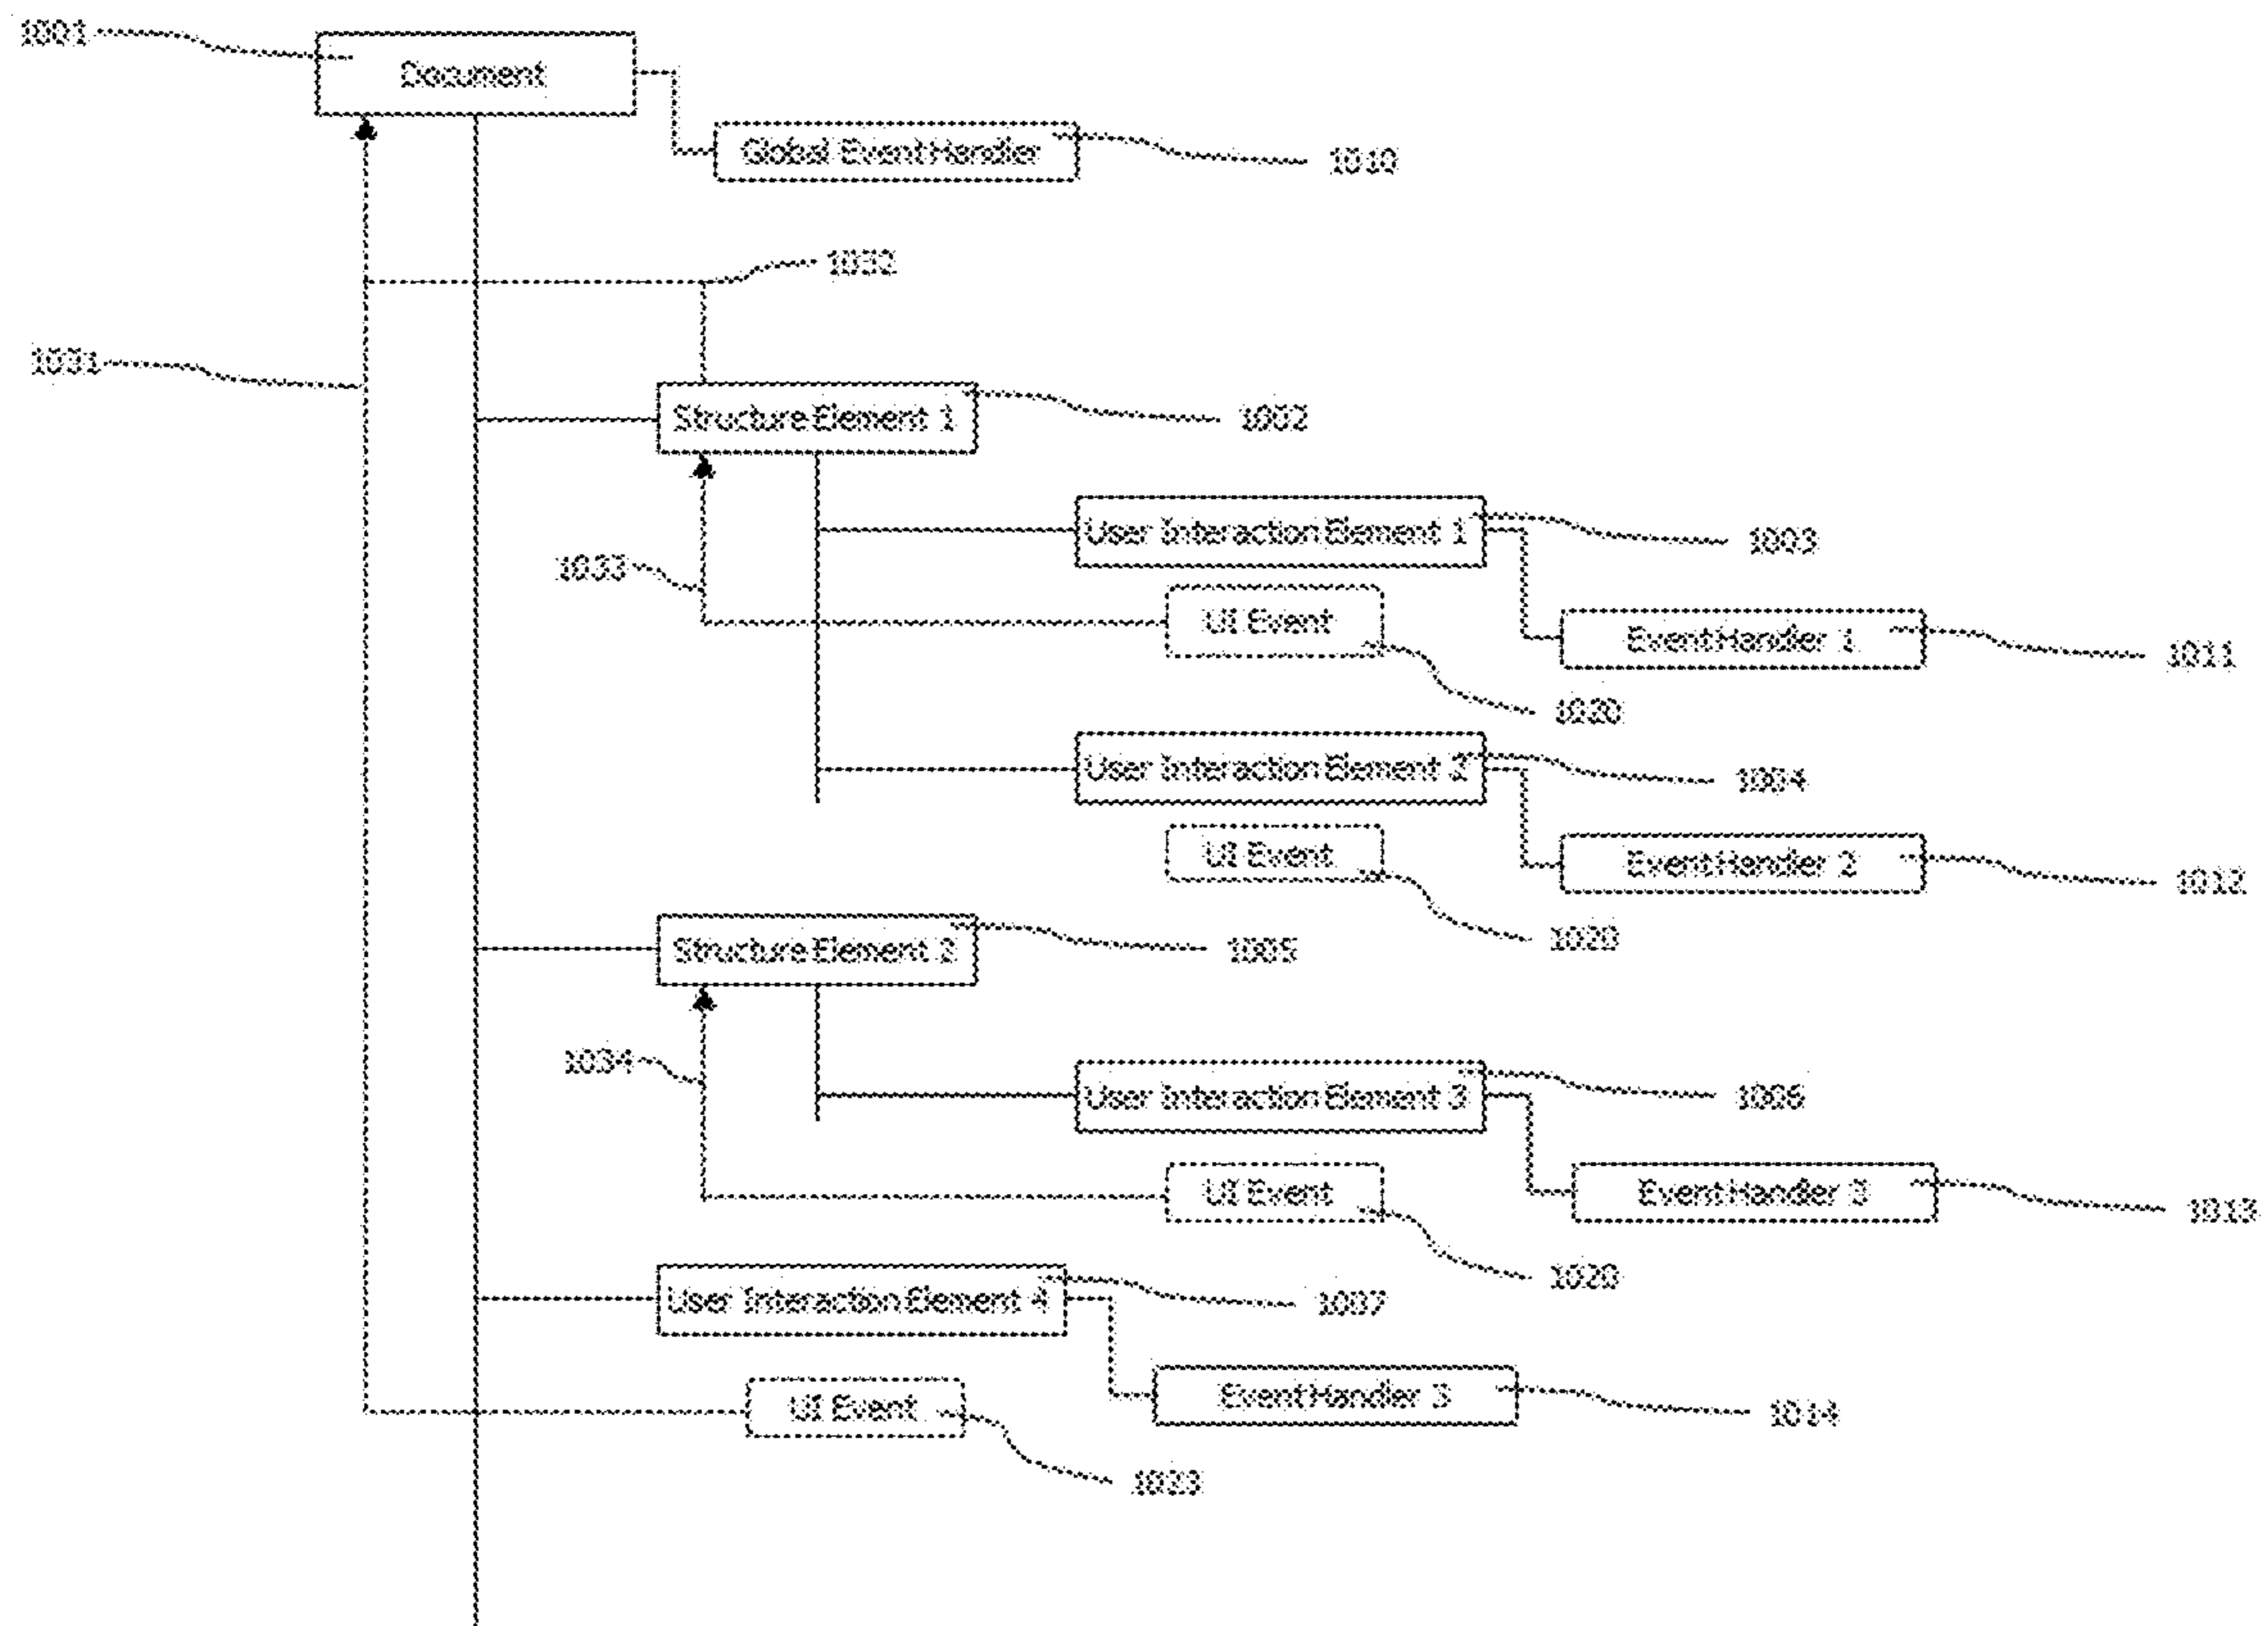 1001
Document
Global Event Handler
1010
1032
1031
Structure Element 1
1002
User Interaction Element 1
1003
1033
UI Event
Event Handler 1
1011
1020
User Interaction Element 2
1004
UI Event
Event Handler 2
1012
1020
Structure Element 2
1005
1034
User Interaction Element 3
1006
UI Event
Event Handler 3
1013
1020
User Interaction Element 4
1007
UI Event
Event Handler 3
1014